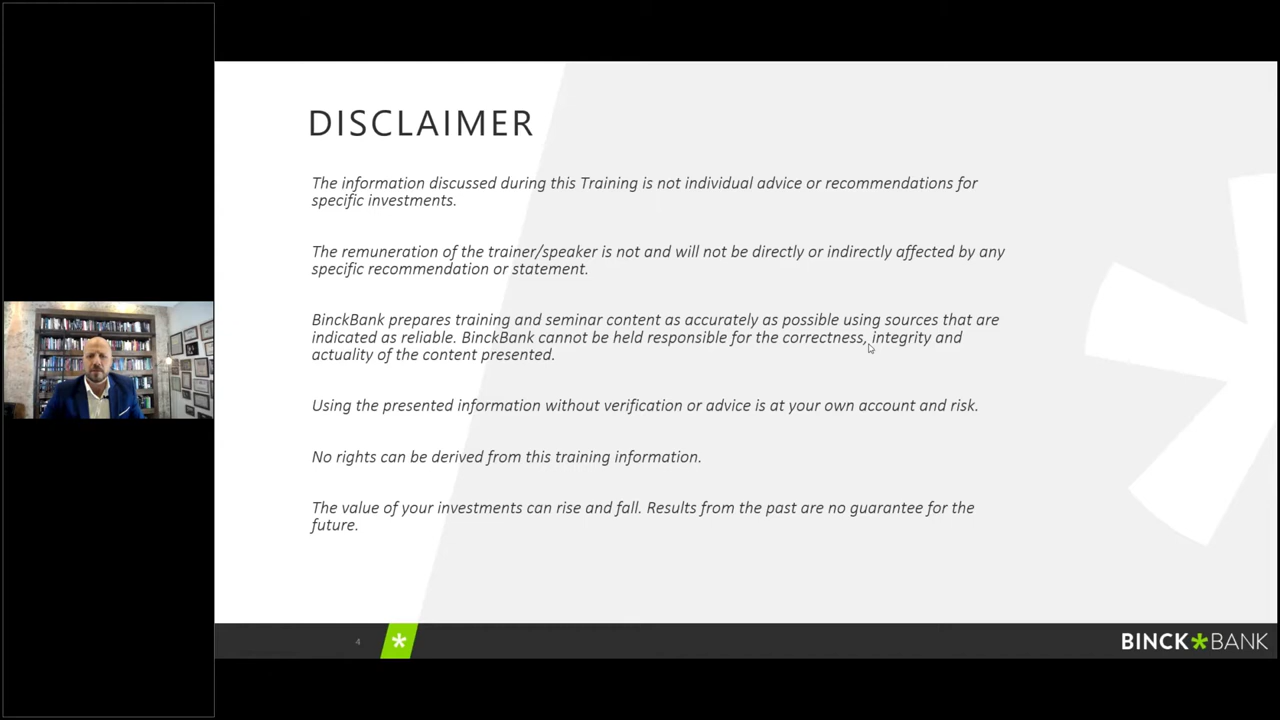 DISCLAIMER
The information discussed during this Training is not individual advice or recommendations for
specific investments.
The remuneration of the trainer/speaker is not and will not be directly or indirectly affected by any
specific recommendation or statement.
BinckBank prepares training and seminar content as accurately as possible using sources that are
indicated as reliable. BinckBank cannot be held responsible for the correctness, integrity and
actuality of the content presented.
Using the presented information without verification or advice is at your own account and risk.
No rights can be derived from this training information.
The value of your investments can rise and fall. Results from the past are no guarantee for the
future.
4
BINCK*BANK